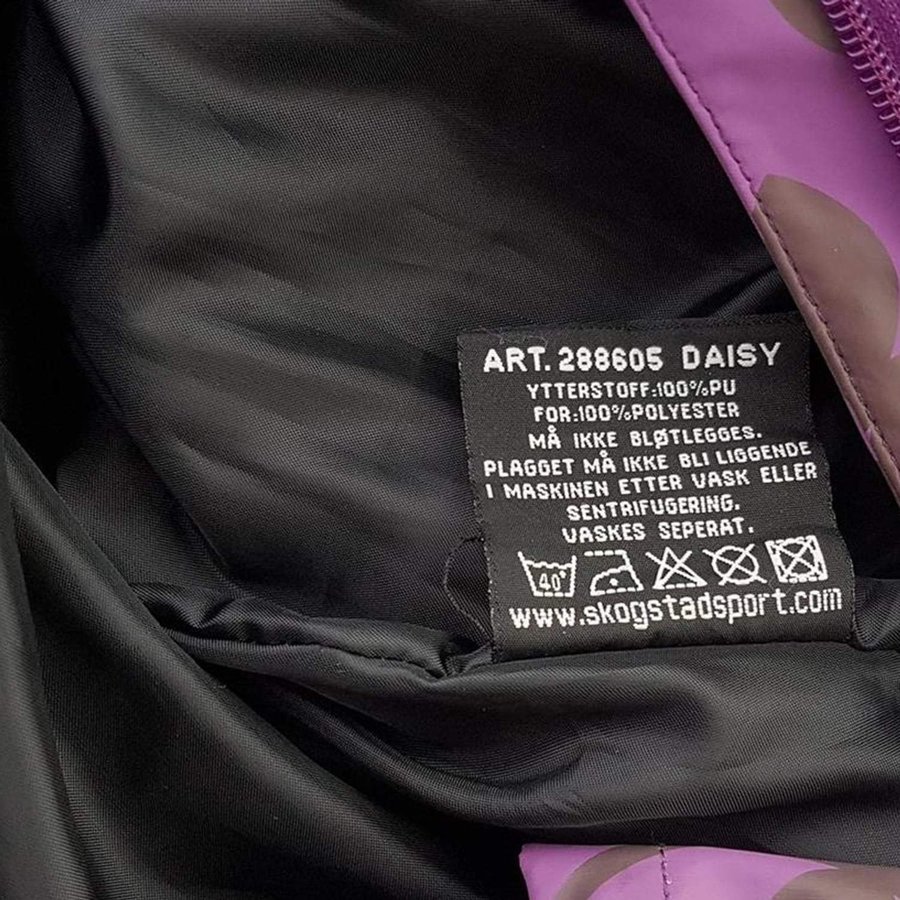 ART. 288605 DAISY
YTTERSTOFF:100%PU
FOR:100%POLYESTER
MÅ IKKE BLØTLEGGES.
PLAGGET MÅ IKKE BLI LIGGENDE
I MASKINEN ETTER VASK ELLER
SENTRIFUGERING.
VASKES SEPERAT.
40°
www.skogstadsport.com